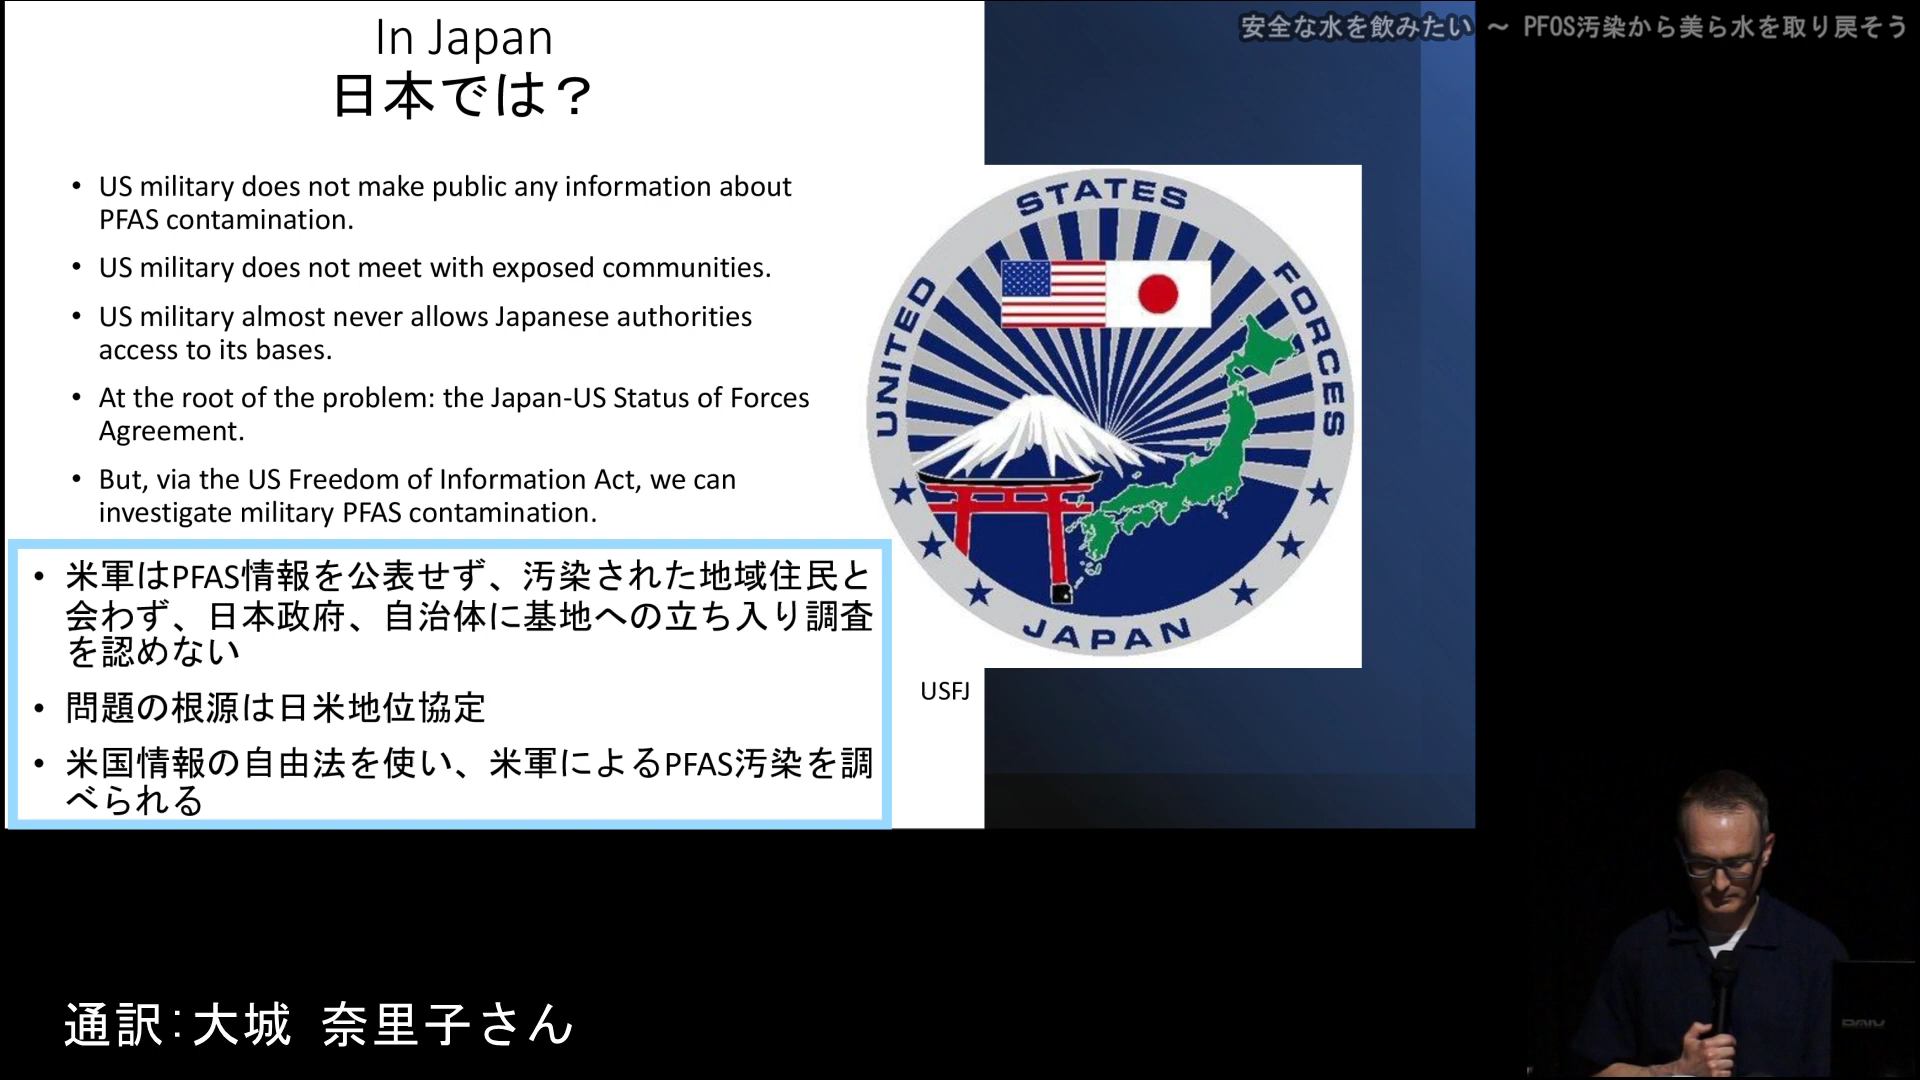 安全な水を飲みたい ～ PFOS汚染から美ら水を取り戻そう
In Japan
日本では？
• US military does not make public any information about
PFAS contamination.
• US military does not meet with exposed communities.
• US military almost never allows Japanese authorities
access to its bases.
• At the root of the problem: the Japan-US Status of Forces
Agreement.
• But, via the US Freedom of Information Act, we can
investigate military PFAS contamination.
• 米軍はPFAS情報を公表せず、汚染された地域住民と
会わず、日本政府、自治体に基地への立ち入り調査
を認めない
• 問題の根源は日米地位協定
• 米国情報の自由法を使い、米軍によるPFAS汚染を調
べられる
UNITED STATES FORCES
JAPAN
USFJ
通訳：大城 奈里子さん